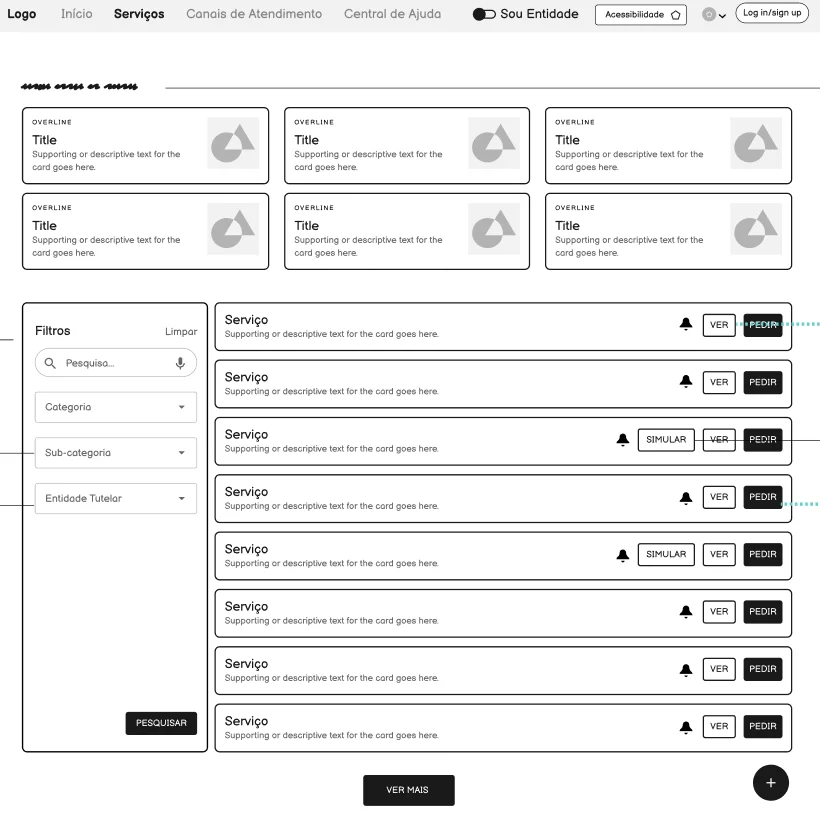 Logo Início Serviços Canais de Atendimento Central de Ajuda Sou Entidade Acessibilidade Log in/sign up
OVERLINE
Title
Supporting or descriptive text for the
card goes here.
OVERLINE
Title
Supporting or descriptive text for the
card goes here.
OVERLINE
Title
Supporting or descriptive text for the
card goes here.
OVERLINE
Title
Supporting or descriptive text for the
card goes here.
OVERLINE
Title
Supporting or descriptive text for the
card goes here.
OVERLINE
Title
Supporting or descriptive text for the
card goes here.
Filtros Limpar
Pesquisa...
Categoria
Sub-categoria
Entidade Tutelar
PESQUISAR
Serviço
Supporting or descriptive text for the card goes here.
VER PEDIR
Serviço
Supporting or descriptive text for the card goes here.
VER PEDIR
Serviço
Supporting or descriptive text for the card goes here.
SIMULAR VER PEDIR
Serviço
Supporting or descriptive text for the card goes here.
VER PEDIR
Serviço
Supporting or descriptive text for the card goes here.
SIMULAR VER PEDIR
Serviço
Supporting or descriptive text for the card goes here.
VER PEDIR
Serviço
Supporting or descriptive text for the card goes here.
VER PEDIR
Serviço
Supporting or descriptive text for the card goes here.
VER PEDIR
VER MAIS
+